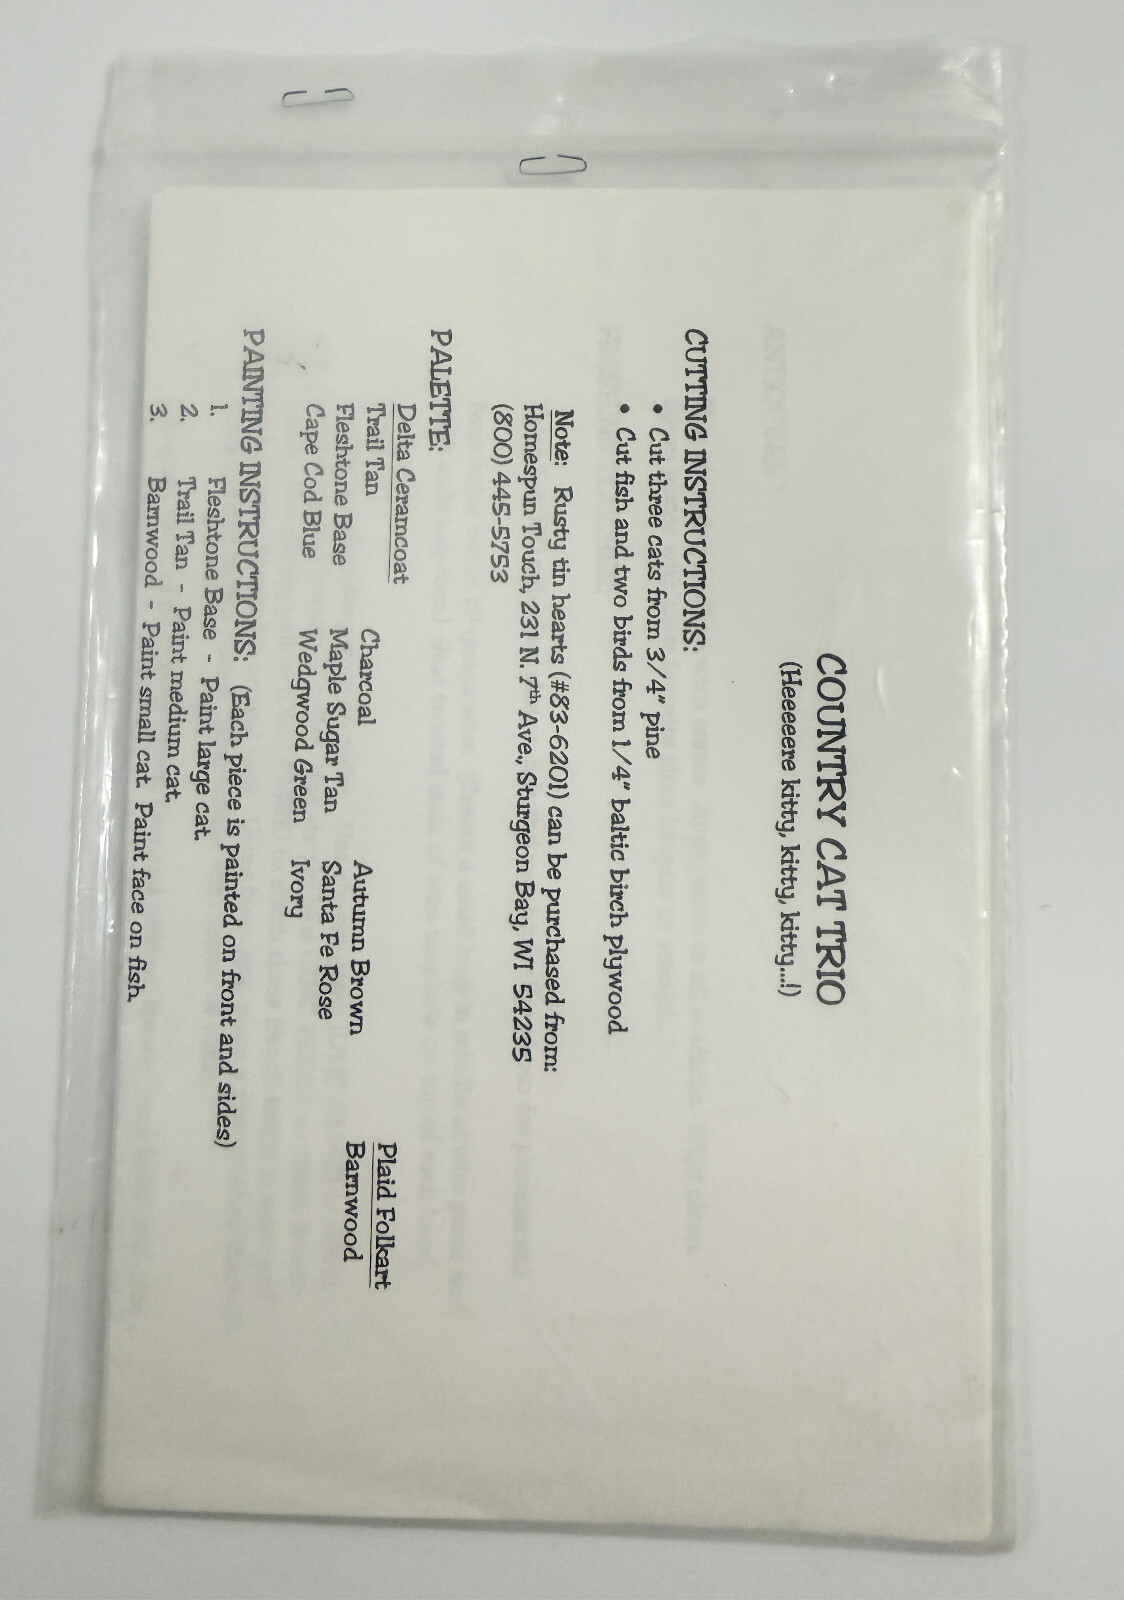 COUNTRY CAT TRIO
(Heeeeere kitty, kitty, kitty...!)
CUTTING INSTRUCTIONS:
• Cut three cats from 3/4" pine
• Cut fish and two birds from 1/4" baltic birch plywood
Note: Rusty tin hearts (#83-6201) can be purchased from:
Homespun Touch, 231 N. 7th Ave., Sturgeon Bay, WI 54235
(800) 445-5753
PALETTE:
Delta Ceramcoat Plaid Folkart
Trail Tan Charcoal Autumn Brown Barnwood
Fleshtone Base Maple Sugar Tan Santa Fe Rose
Cape Cod Blue Wedgwood Green Ivory
PAINTING INSTRUCTIONS: (Each piece is painted on front and sides)
1. Fleshtone Base - Paint large cat.
2. Trail Tan - Paint medium cat.
3. Barnwood - Paint small cat. Paint face on fish.